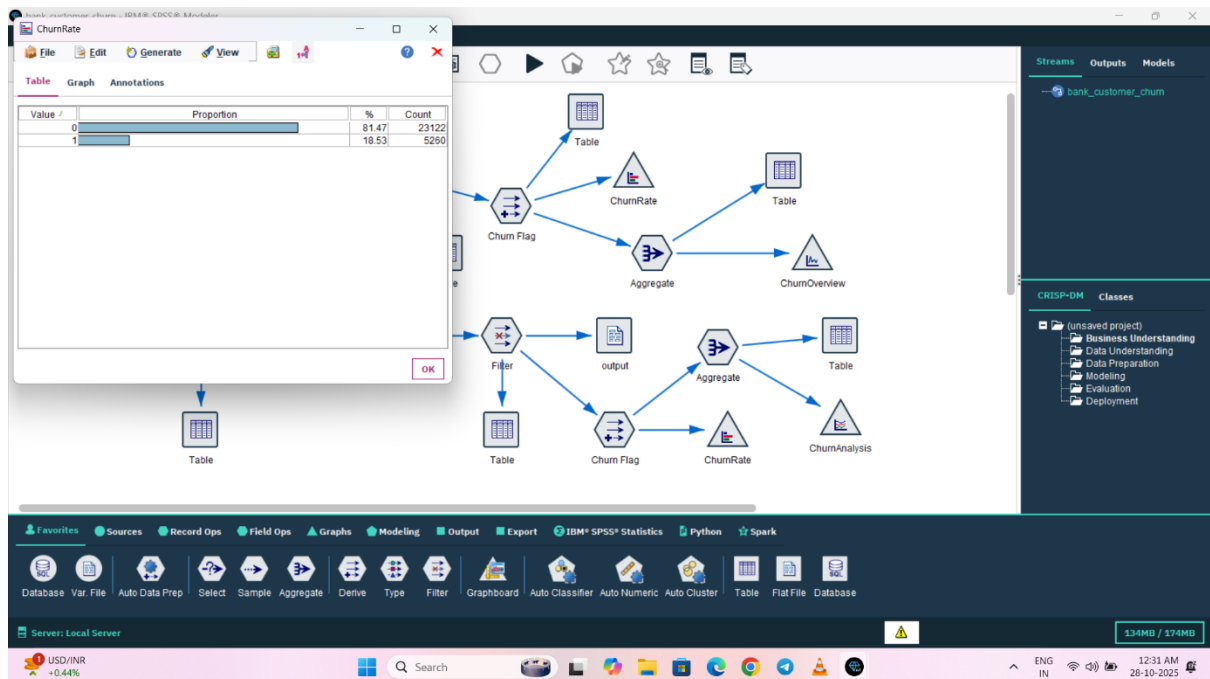 bank_customer_churn - IBM® SPSS® Modeler
ChurnRate
File Edit Generate View
Table Graph Annotations
Value Proportion % Count
0 81.47 23122
1 18.53 5260
OK
Table
ChurnRate
Table
Churn Flag
Aggregate
ChurnOverview
Filter
output
Aggregate
Table
Table
Table
Churn Flag
ChurnRate
ChurnAnalysis
Streams Outputs Models
bank_customer_churn
CRISP-DM Classes
(unsaved project)
Business Understanding
Data Understanding
Data Preparation
Modeling
Evaluation
Deployment
Favorites Sources Record Ops Field Ops Graphs Modeling Output Export IBM® SPSS® Statistics Python Spark
Database Var. File Auto Data Prep Select Sample Aggregate Derive Type Filter Graphboard Auto Classifier Auto Numeric Auto Cluster Table Flat File Database
Server: Local Server
134MB / 174MB
1 USD/INR
+0.44%
Search
ENG
IN
12:31 AM
28-10-2025